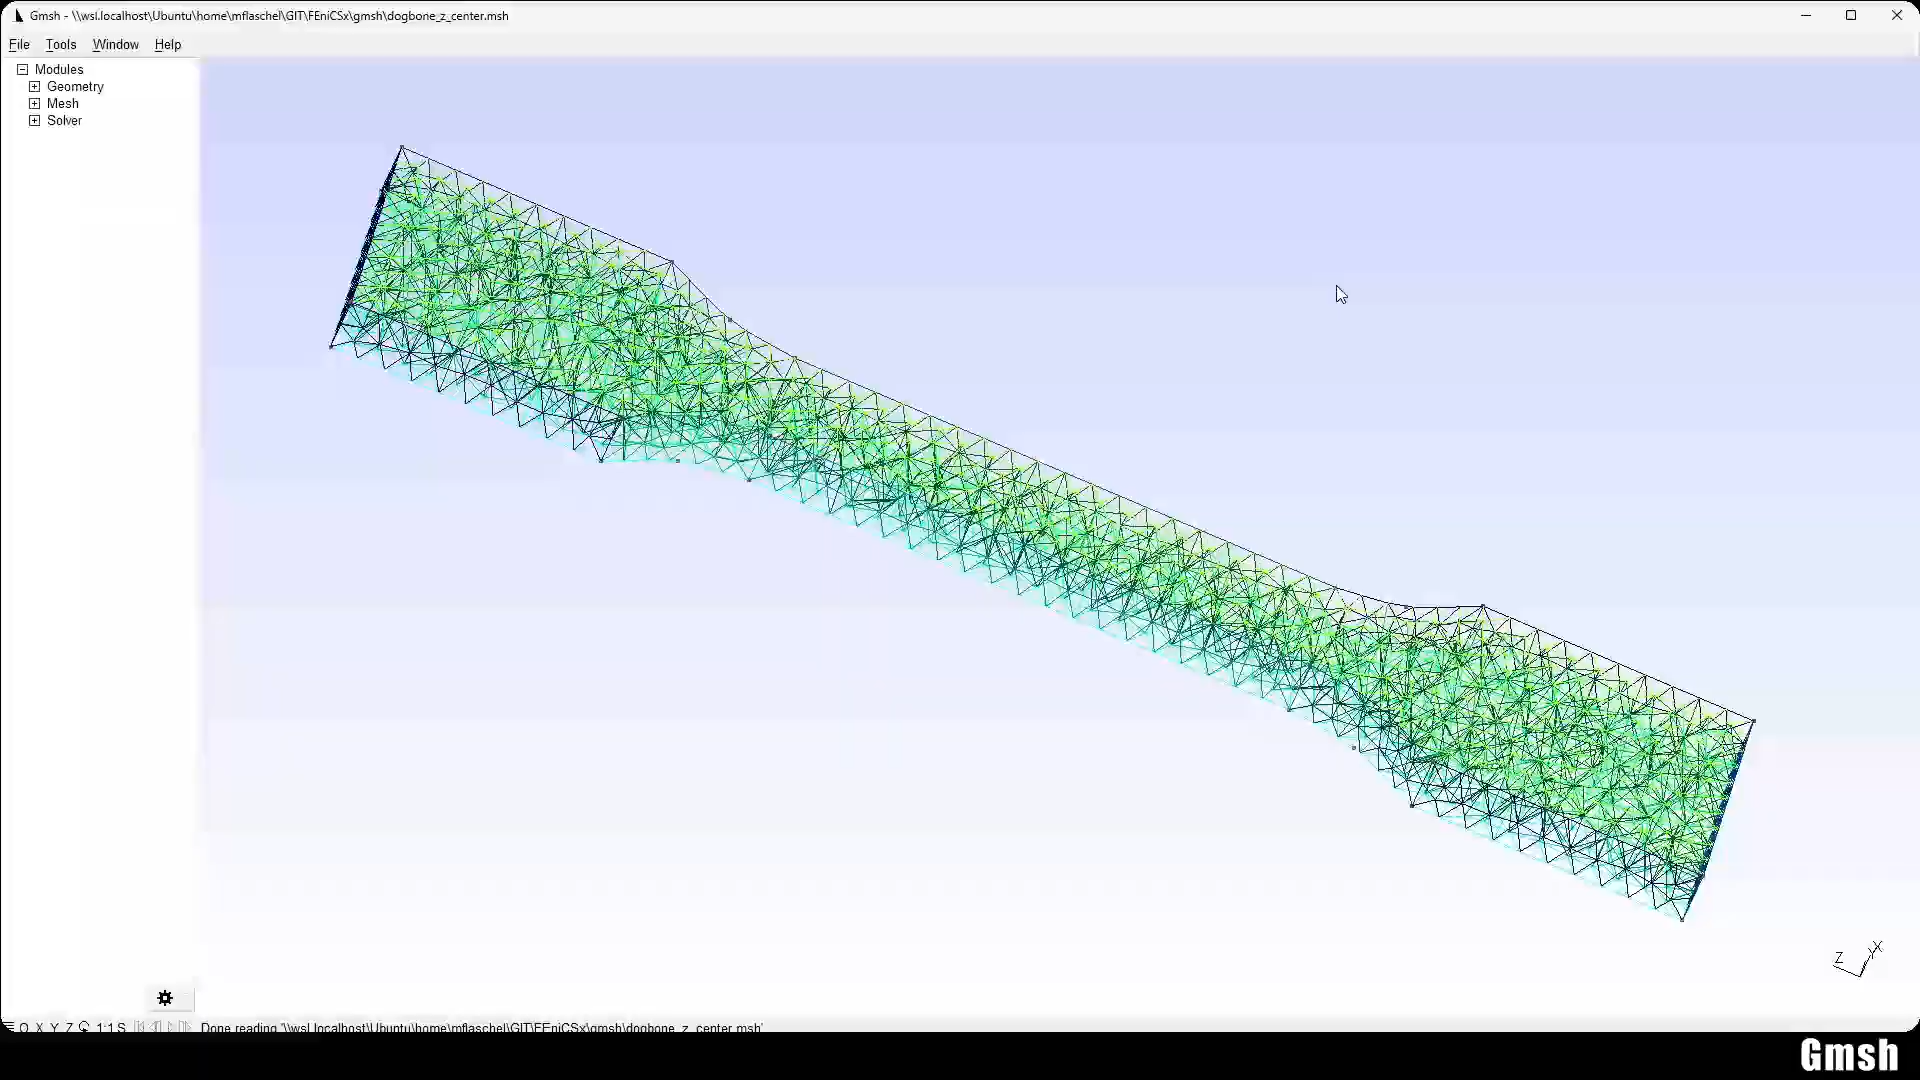 Gmsh - \\wsl.localhost\Ubuntu\home\mflaschel\GIT\FEniCSx\gmsh\dogbone_z_center.msh
File Tools Window Help
Modules
Geometry
Mesh
Solver
Z Y X
O X Y Z 1:1 S Done reading '\\wsl.localhost\Ubuntu\home\mflaschel\GIT\FEniCSx\gmsh\dogbone_z_center.msh'
Gmsh